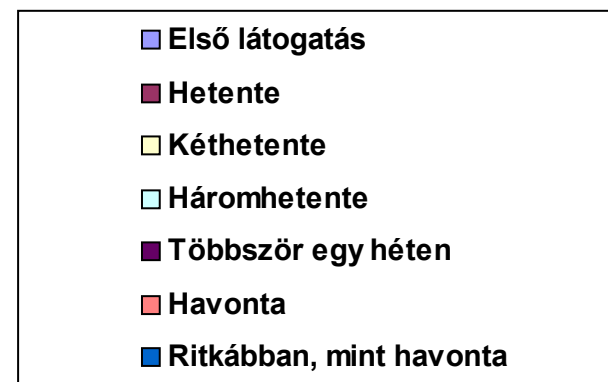 Első látogatás
Hetente
Kéthetente
Háromhetente
Többször egy héten
Havonta
Ritkábban, mint havonta